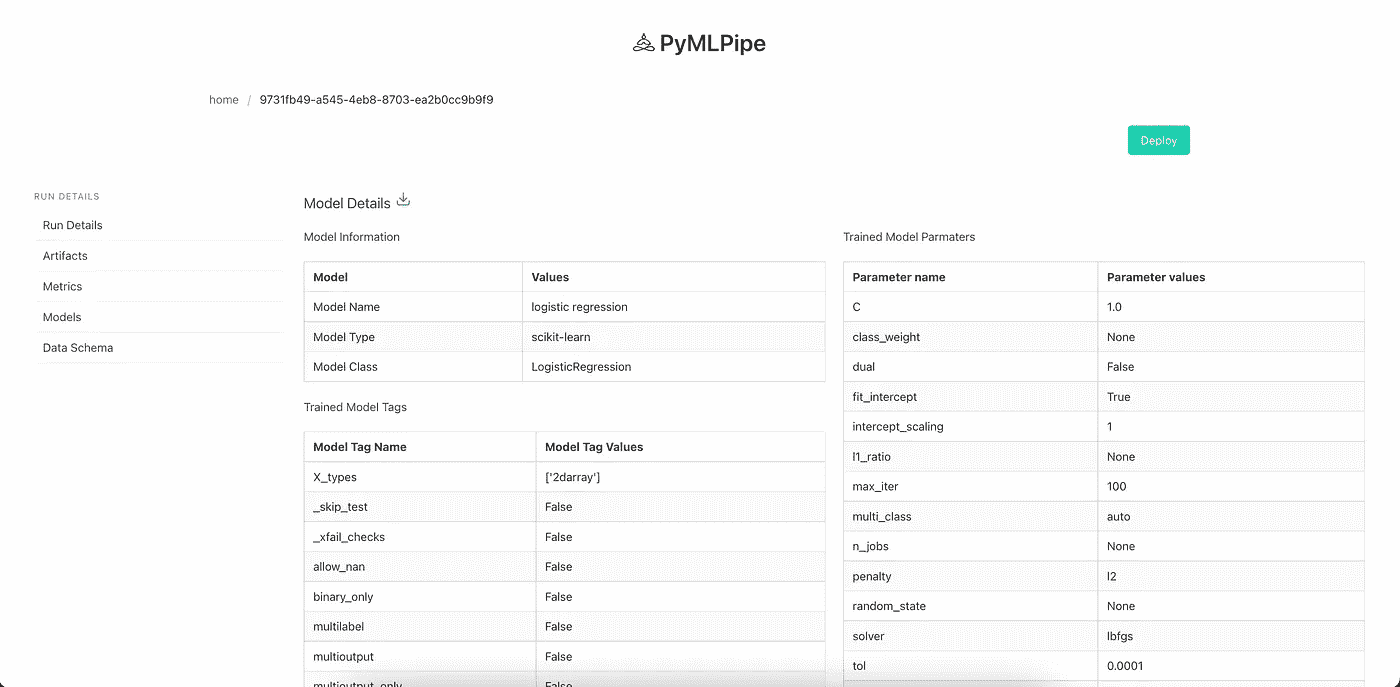 PyMLPipe
home / 9731fb49-a545-4eb8-8703-ea2b0cc9b9f9
Deploy
RUN DETAILS
Run Details
Artifacts
Metrics
Models
Data Schema
Model Details
Model Information
Model Values
Model Name logistic regression
Model Type scikit-learn
Model Class LogisticRegression
Trained Model Tags
Model Tag Name Model Tag Values
X_types ['2darray']
_skip_test False
_xfail_checks False
allow_nan False
binary_only False
multilabel False
multioutput False
multioutput_only False
Trained Model Parmaters
Parameter name Parameter values
C 1.0
class_weight None
dual False
fit_intercept True
intercept_scaling 1
l1_ratio None
max_iter 100
multi_class auto
n_jobs None
penalty l2
random_state None
solver lbfgs
tol 0.0001